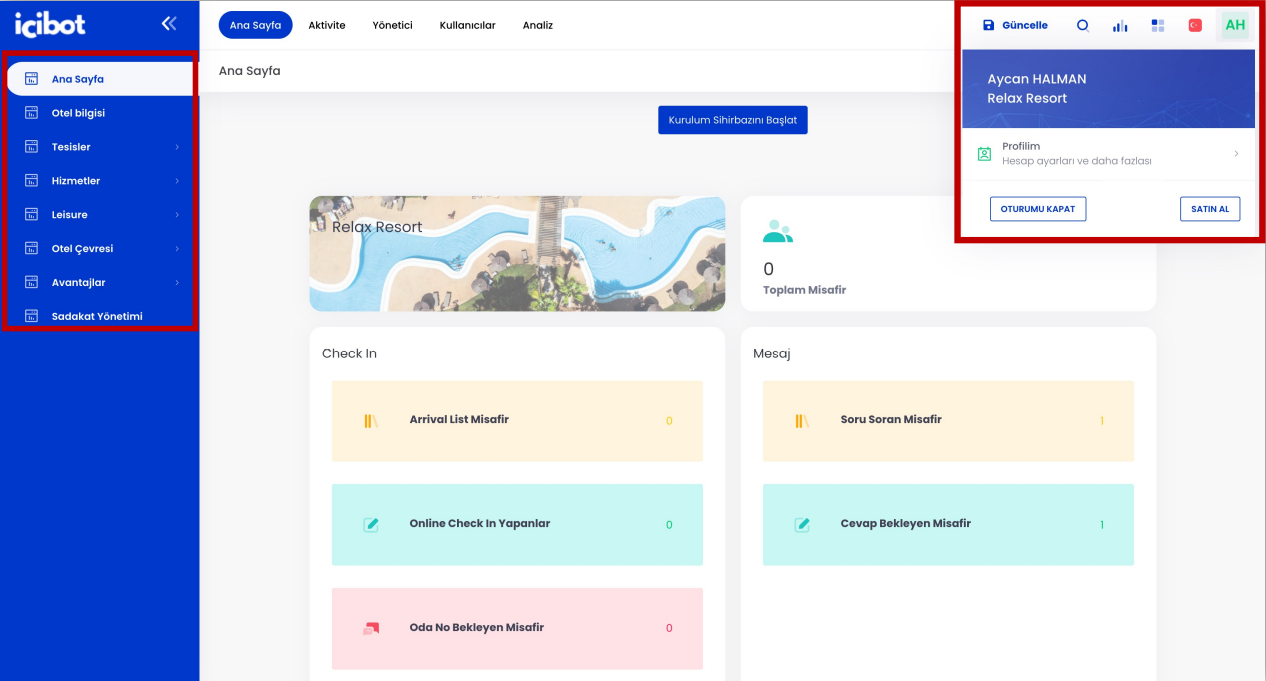 icibot
Ana Sayfa
Aktivite
Yönetici
Kullanıcılar
Analiz
Güncelle
AH
Ana Sayfa
Otel bilgisi
Tesisler
Hizmetler
Leisure
Otel Çevresi
Avantajlar
Sadakat Yönetimi
Ana Sayfa
Aycan HALMAN
Relax Resort
Profilim
Hesap ayarları ve daha fazlası
OTURUMU KAPAT
SATIN AL
Kurulum Sihirbazını Başlat
Relax Resort
0
Toplam Misafir
Check In
Arrival List Misafir 0
Online Check In Yapanlar 0
Oda No Bekleyen Misafir 0
Mesaj
Soru Soran Misafir 1
Cevap Bekleyen Misafir 1